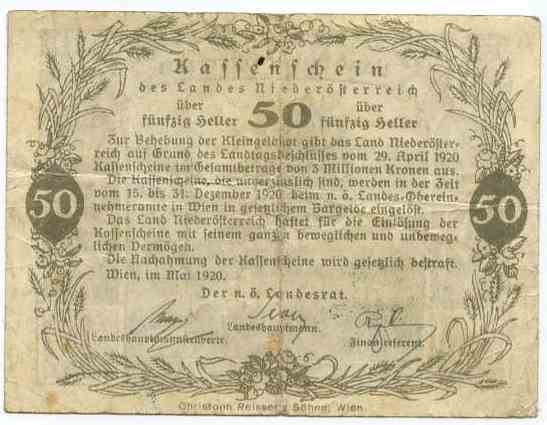 Kassenschein
des Landes Niederösterreich
über 50 über
fünfzig Heller fünfzig Heller
Zur Behebung der Kleingeldnot gibt das Land Niederöster-
reich auf Grund des Landtagsbeschlusses vom 29. April 1920
Kassenscheine im Gesamtbetrage von 3 Millionen Kronen aus.
Die Kassenscheine, die unverzinslich sind, werden in der Zeit
vom 15. bis 31. Dezember 1920 beim n. ö. Landes-Oberein-
nehmeramte in Wien in gesetzlichem Bargelde eingelöst.
Das Land Niederösterreich haftet für die Einlösung der
Kassenscheine mit seinem ganzen beweglichen und unbeweg-
lichen Vermögen.
Die Nachahmung der Kassenscheine wird gesetzlich bestraft.
Wien, im Mai 1920.
50
50
Der n. ö. Landesrat.
Landeshauptmannstellvertr.
Landeshauptmann.
Finanzreferent.
Christoph Reisser's Söhne, Wien